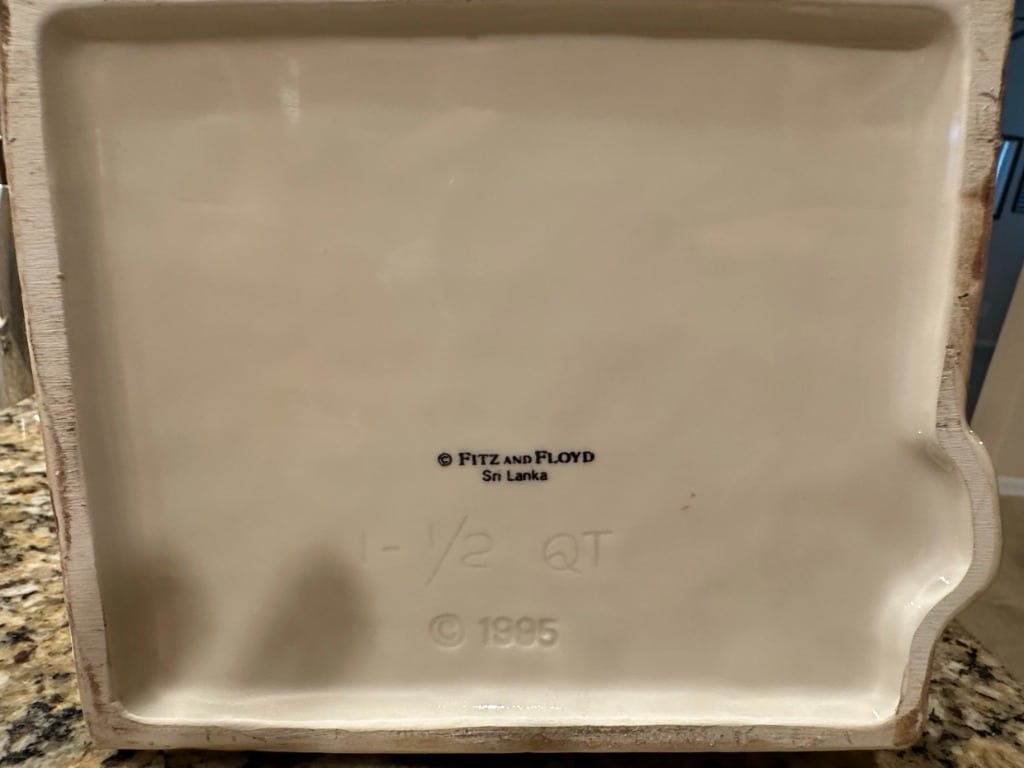 © FITZ AND FLOYD
Sri Lanka
1-1/2 QT
© 1995